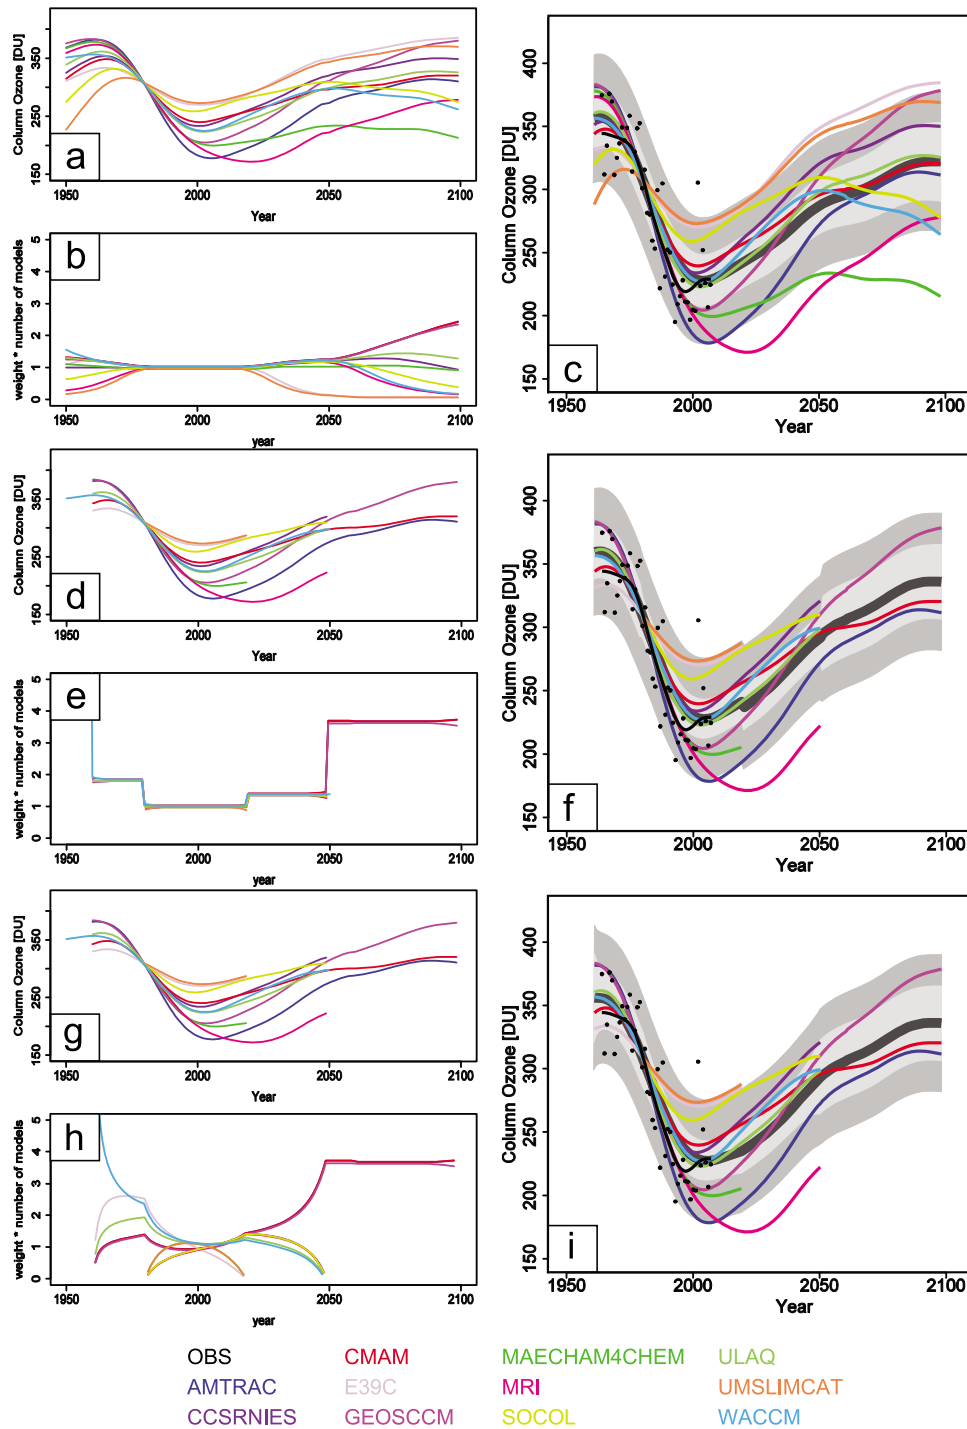 Column Ozone [DU]
350
250
150
a
1950
2000
2050
2100
Year
weight * number of models
5
4
3
2
1
0
b
1950
2000
2050
2100
year
Column Ozone [DU]
400
350
300
250
200
150
c
1950
2000
2050
2100
Year
Column Ozone [DU]
350
250
150
d
1950
2000
2050
2100
Year
weight * number of models
5
4
3
2
1
0
e
1950
2000
2050
2100
year
Column Ozone [DU]
400
350
300
250
200
150
f
1950
2000
2050
2100
Year
Column Ozone [DU]
350
250
150
g
1950
2000
2050
2100
Year
weight * number of models
5
4
3
2
1
0
h
1950
2000
2050
2100
year
Column Ozone [DU]
400
350
300
250
200
150
i
1950
2000
2050
2100
Year
OBS CMAM MAECHAM4CHEM ULAQ
AMTRAC E39C MRI UMSLIMCAT
CCSRNIES GEOSCCM SOCOL WACCM